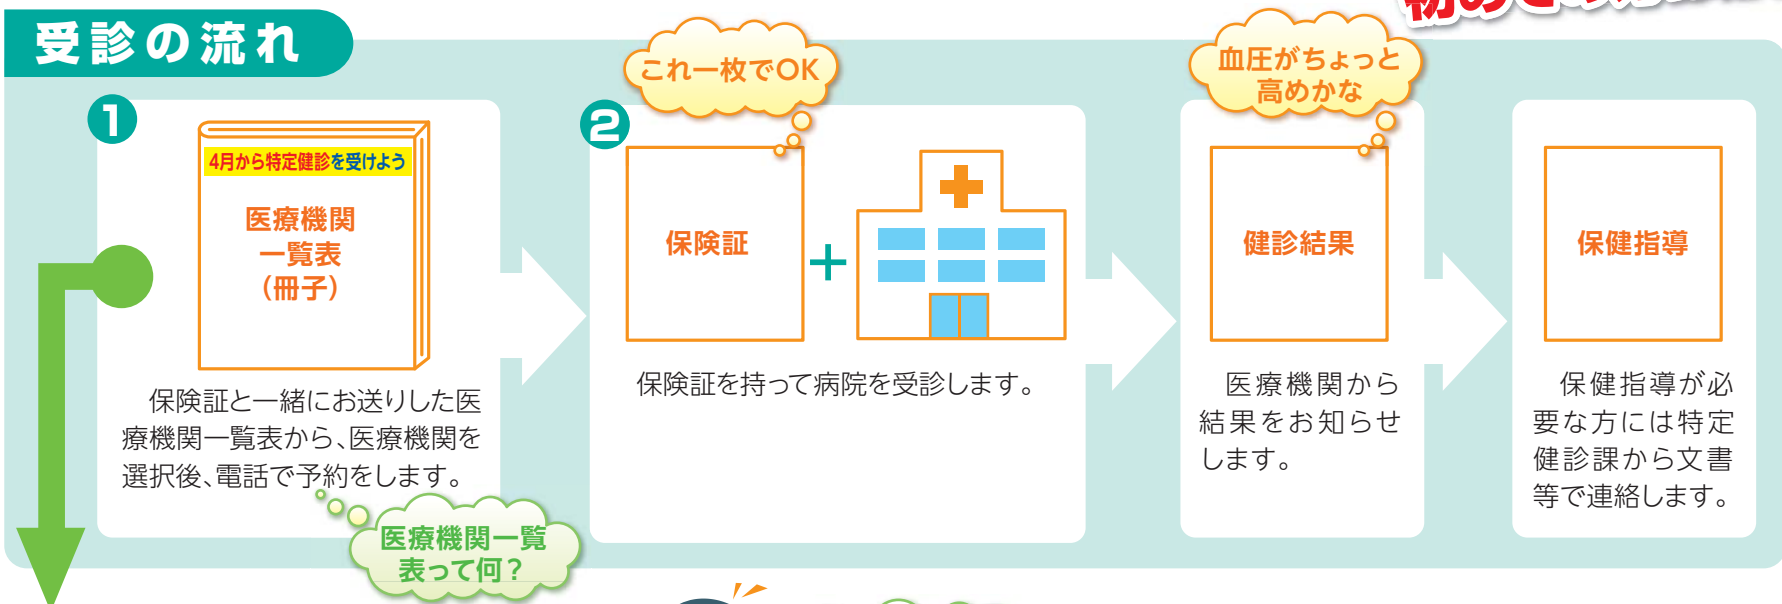 受診の流れ
1
4月から特定健診を受けよう
医療機関
一覧表
（冊子）
保険証と一緒にお送りした医
療機関一覧表から、医療機関を
選択後、電話で予約をします。
医療機関一覧
表って何？
2
これ一枚でOK
保険証
+
保険証を持って病院を受診します。
血圧がちょっと
高めかな
健診結果
医療機関から
結果をお知らせ
します。
保健指導
保健指導が必
要な方には特定
健診課から文書
等で連絡します。